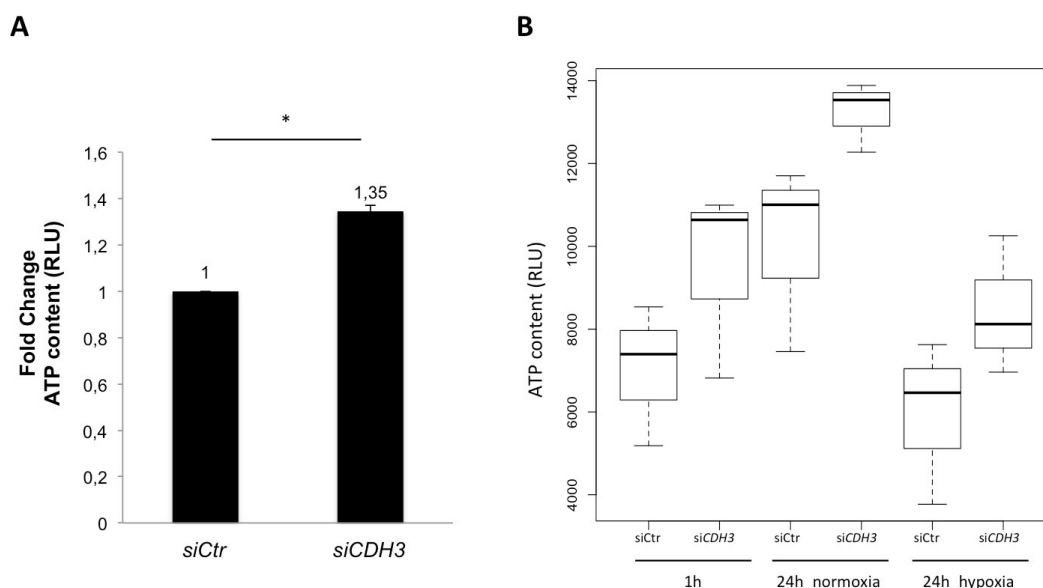 A
*
1,6
1,4
1,2
1
0,8
0,6
0,4
0,2
0
Fold Change
ATP content (RLU)
1
1,35
siCtr siCDH3
B
14000
12000
10000
8000
6000
4000
ATP content (RLU)
siCtr siCDH3 siCtr siCDH3 siCtr siCDH3
1h 24h normoxia 24h hypoxia